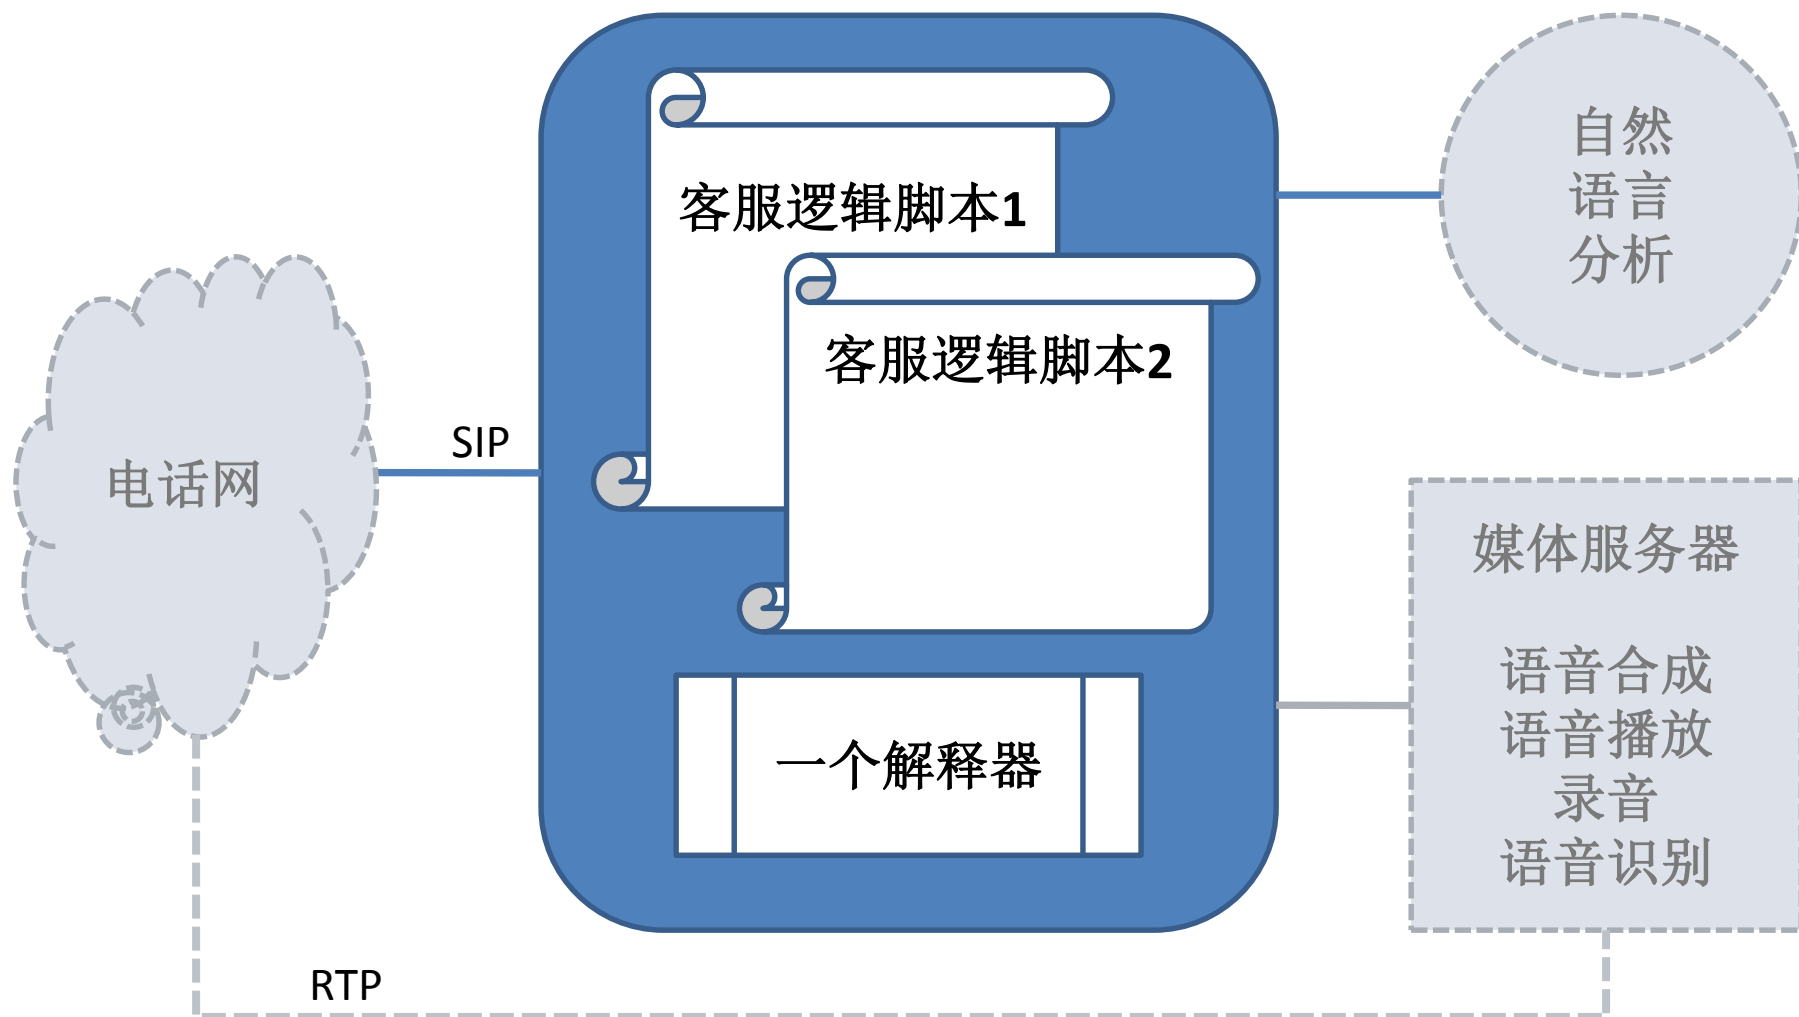 客服逻辑脚本1
客服逻辑脚本2
一个解释器
电话网
SIP
RTP
自然
语言
分析
媒体服务器
语音合成
语音播放
录音
语音识别